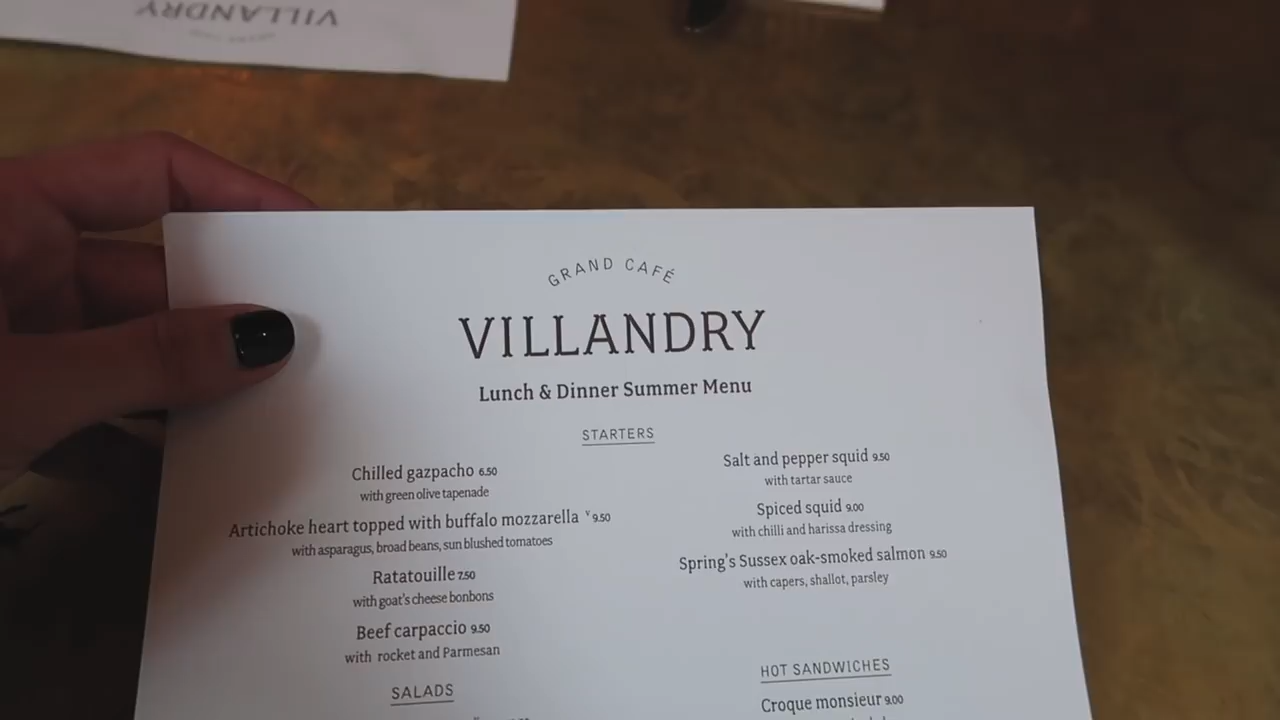 VILLANDRY
GRAND CAFÉ
VILLANDRY
Lunch & Dinner Summer Menu
STARTERS
Chilled gazpacho 6.50
with green olive tapenade
Artichoke heart topped with buffalo mozzarella v 9.50
with asparagus, broad beans, sun blushed tomatoes
Ratatouille 7.50
with goat's cheese bonbons
Beef carpaccio 9.50
with rocket and Parmesan
SALADS
Salt and pepper squid 9.50
with tartar sauce
Spiced squid 9.00
with chilli and harissa dressing
Spring's Sussex oak-smoked salmon 9.50
with capers, shallot, parsley
HOT SANDWICHES
Croque monsieur 9.00